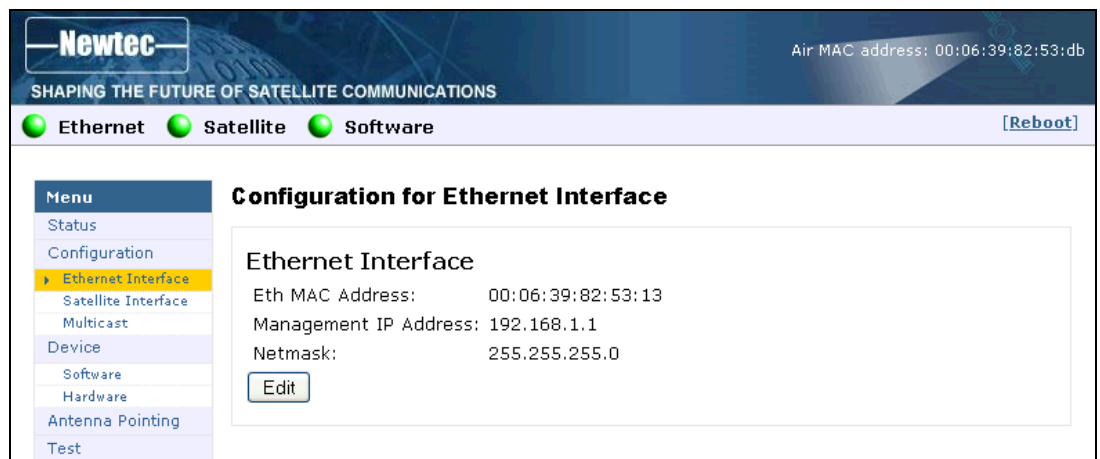 Newtec
Air MAC address: 00:06:39:82:53:db
SHAPING THE FUTURE OF SATELLITE COMMUNICATIONS
Ethernet Satellite Software [Reboot]
Menu
Status
Configuration
Ethernet Interface
Satellite Interface
Multicast
Device
Software
Hardware
Antenna Pointing
Test
Configuration for Ethernet Interface
Ethernet Interface
Eth MAC Address: 00:06:39:82:53:13
Management IP Address: 192.168.1.1
Netmask: 255.255.255.0
Edit